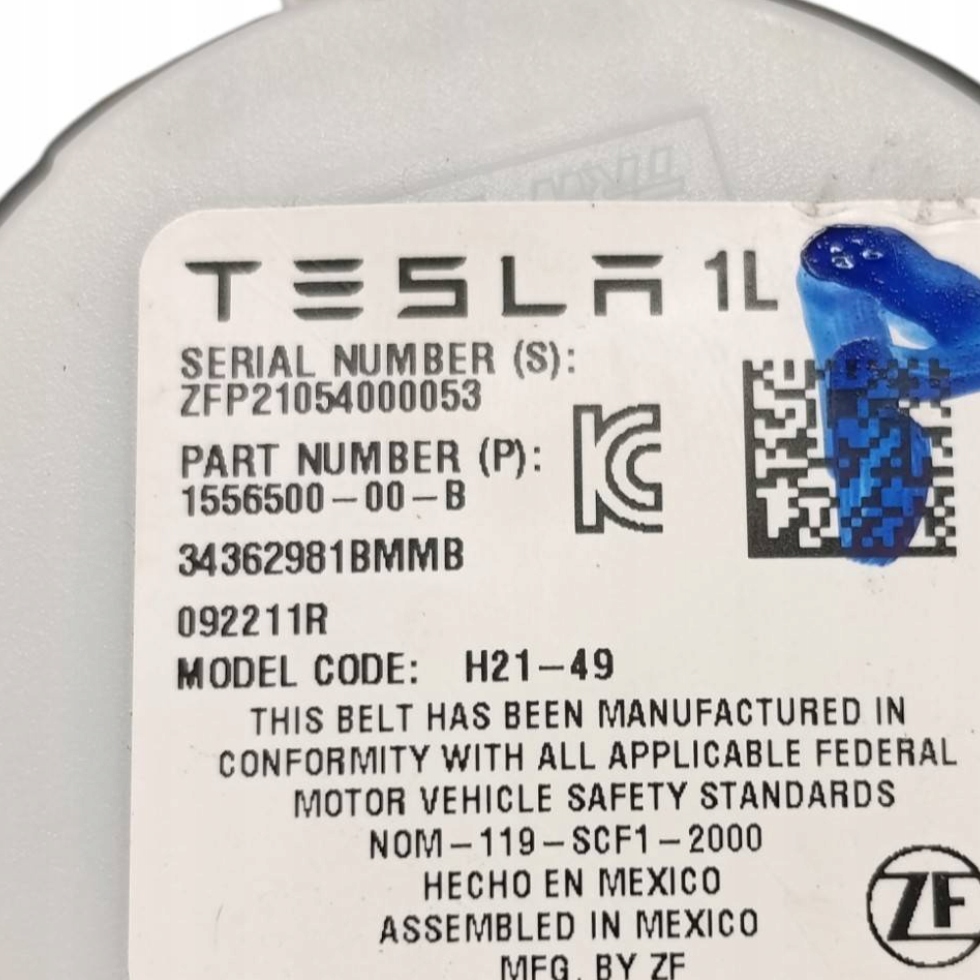 TESLA 1L
SERIAL NUMBER (S):
ZFP21054000053
PART NUMBER (P):
1556500-00-B
34362981BMMB
092211R
MODEL CODE: H21-49
THIS BELT HAS BEEN MANUFACTURED IN
CONFORMITY WITH ALL APPLICABLE FEDERAL
MOTOR VEHICLE SAFETY STANDARDS
NOM-119-SCF1-2000
HECHO EN MEXICO
ASSEMBLED IN MEXICO
MFG. BY ZF
KC
ZF